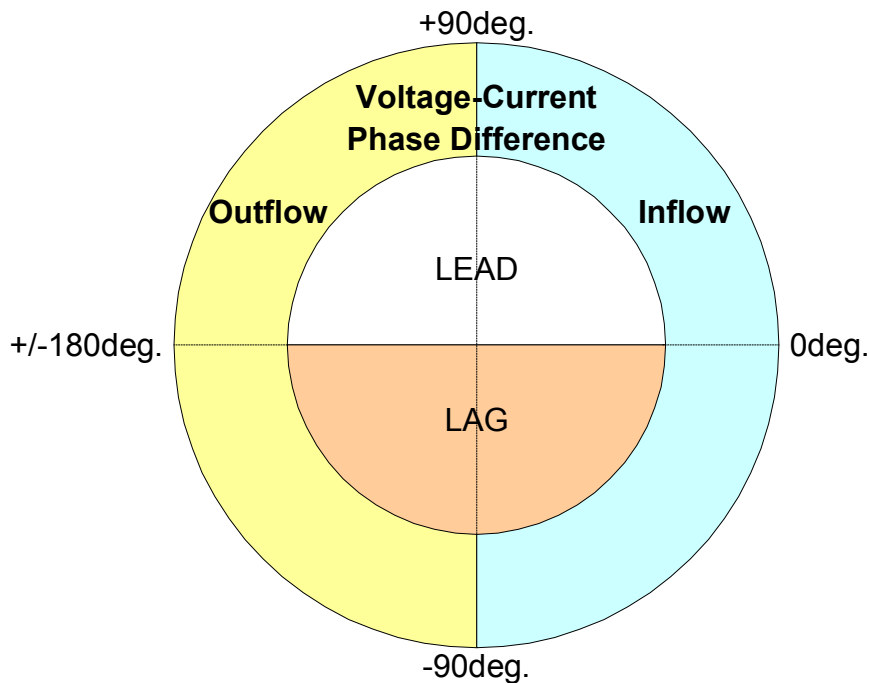 +90deg.
Voltage-Current
Phase Difference
Outflow
Inflow
LEAD
+/-180deg.
0deg.
LAG
-90deg.